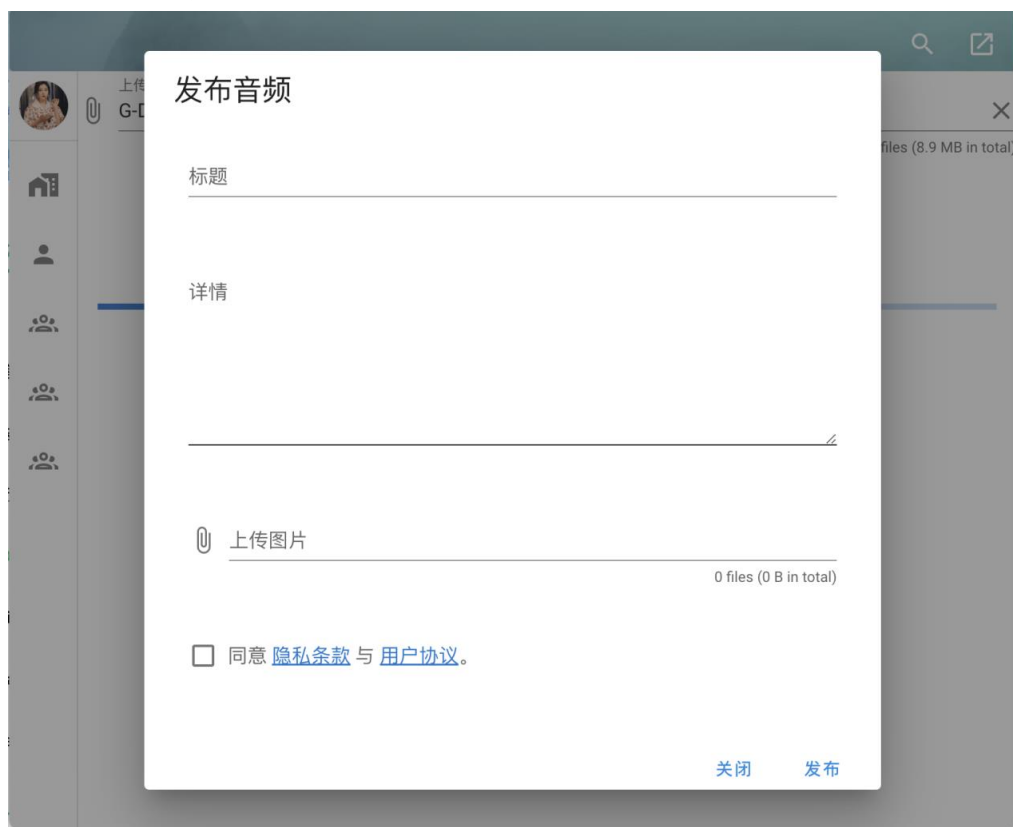 上传
G-D
files (8.9 MB in total)
发布音频
标题
详情
上传图片
0 files (0 B in total)
同意 隐私条款 与 用户协议。
关闭
发布